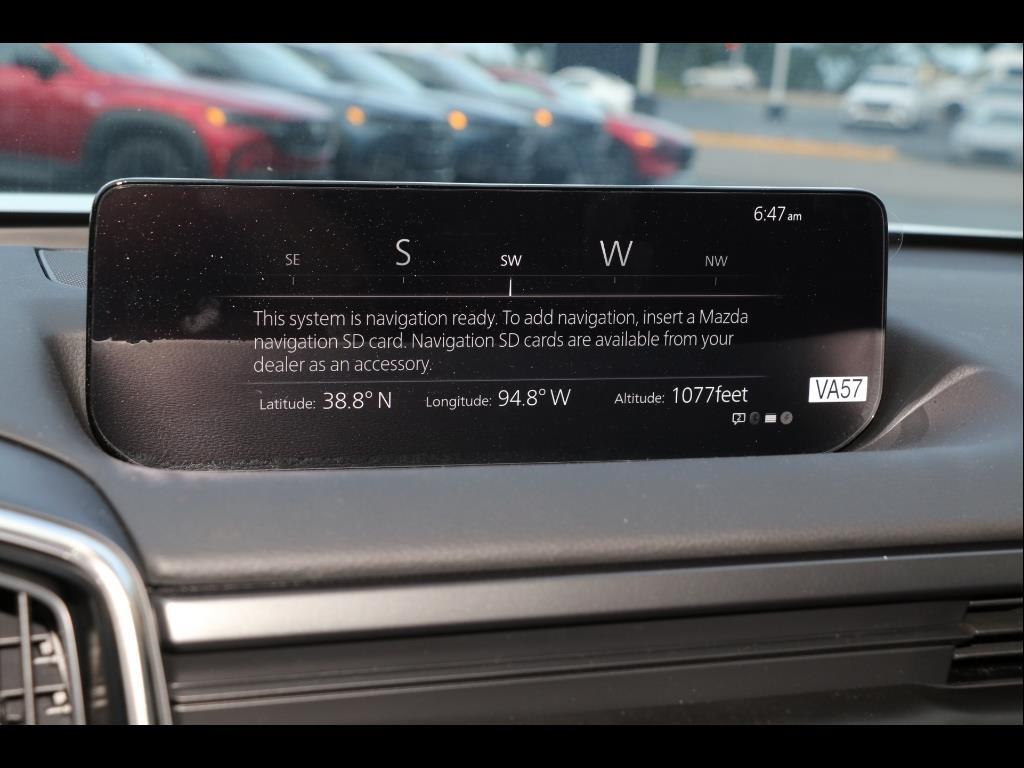 6:47am
SE S SW W NW
This system is navigation ready. To add navigation, insert a Mazda
navigation SD card. Navigation SD cards are available from your
dealer as an accessory.
Latitude: 38.8° N Longitude: 94.8° W Altitude: 1077feet
VA57
2